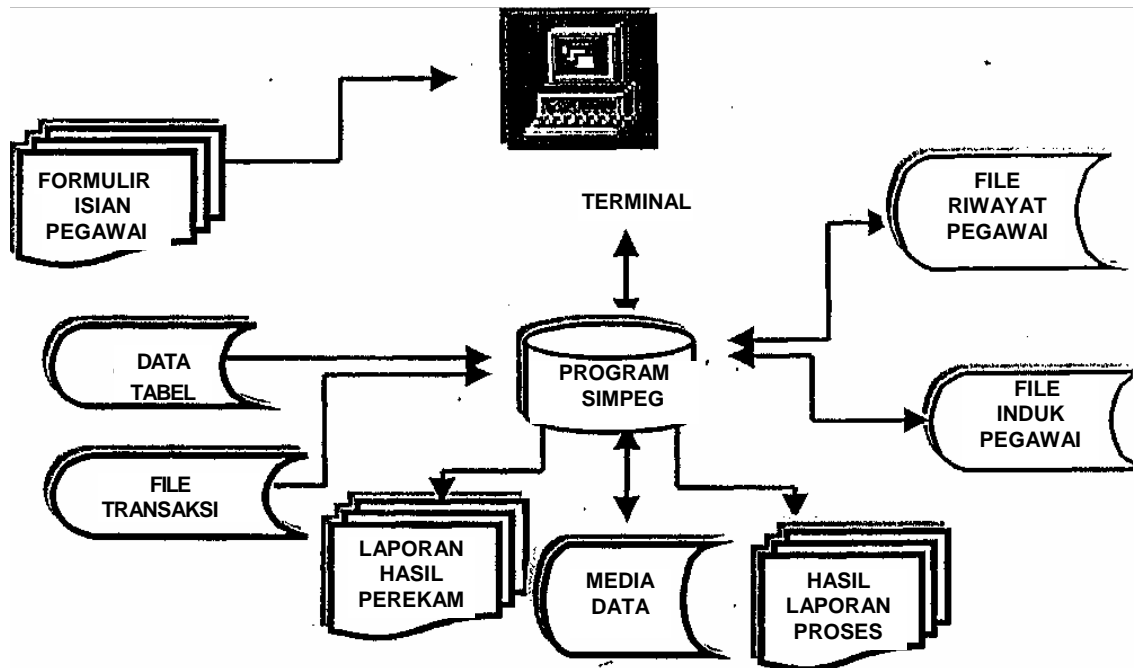 FORMULIR
ISIAN
PEGAWAI
TERMINAL
FILE
RIWAYAT
PEGAWAI
DATA
TABEL
PROGRAM
SIMPEG
FILE
INDUK
PEGAWAI
FILE
TRANSAKSI
LAPORAN
HASIL
PEREKAM
MEDIA
DATA
HASIL
LAPORAN
PROSES